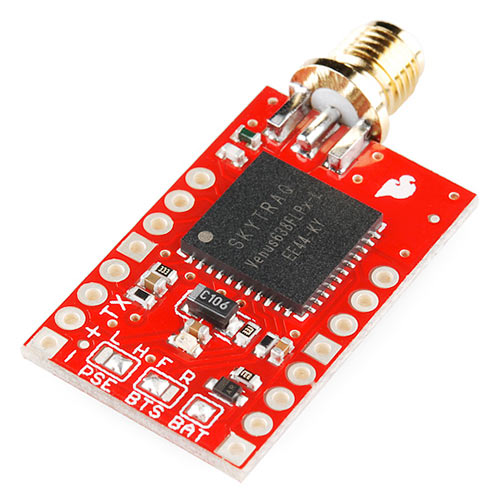 SKYTRAQ
Venus638FLPx-L
EE44-KY
C106
TX
+
-
L H F R
PSE BTS BAT